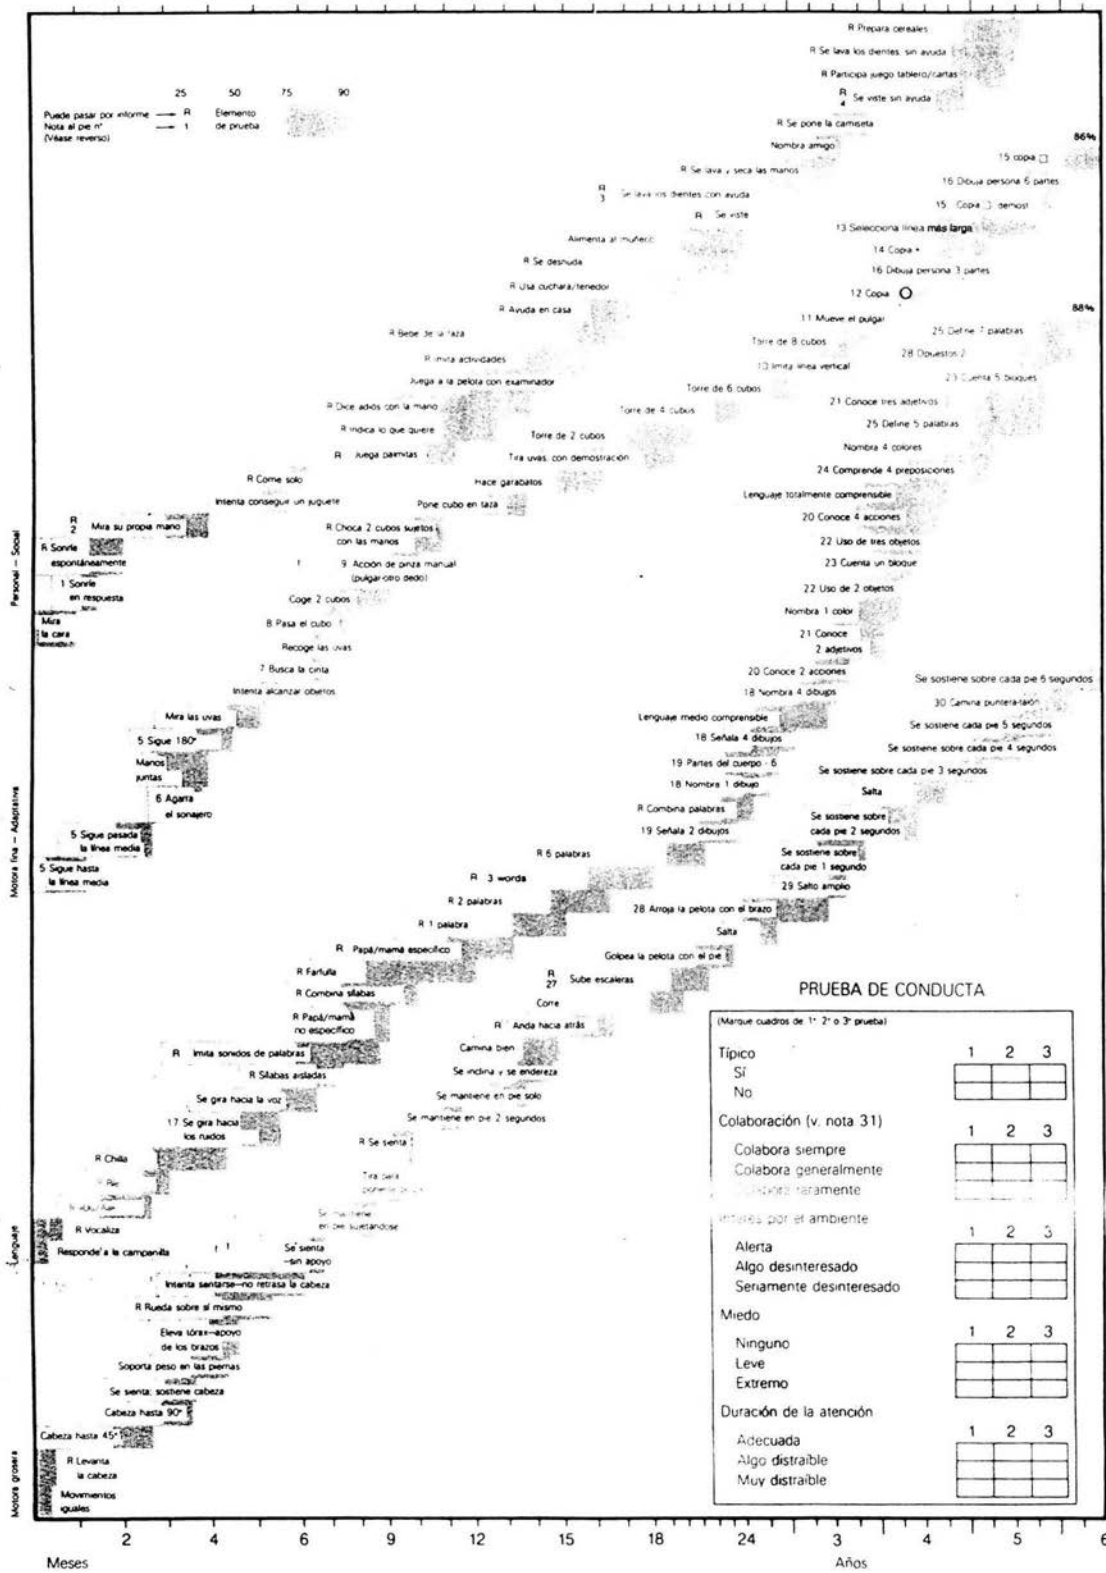 R Prepara cereales
R Se lava los dientes, sin ayuda
R Participa juego tablero/cartas
25 50 75 90
Puede pasar por informe → R Elemento
Nota al pie nº → 1 de prueba
(Véase reverso)
R
4 Se viste sin ayuda
R Se pone la camiseta
Nombra amigo
86%
15 copia □
R Se lava y seca las manos
16 Dibuja persona 6 partes
R
3 Se lava los dientes con ayuda
15 Copia □ demost
R Se viste
13 Selecciona línea más larga
Alimenta al muñeco
14 Copia +
R Se desnuda
16 Dibuja persona 3 partes
R Usa cuchara/tenedor
12 Copia O
R Ayuda en casa
88%
11 Mueve el pulgar
R Bebe de la taza
25 Define 7 palabras
Torre de 8 cubos
28 Opuestos 2
R Imita actividades
10 Imita línea vertical
Juega a la pelota con examinador
23 Cuenta 5 bloques
Torre de 6 cubos
R Dice adiós con la mano
21 Conoce tres adjetivos
Torre de 4 cubos
R Indica lo que quiere
25 Define 5 palabras
Torre de 2 cubos
Nombra 4 colores
R Juega palmitas
Tira uvas, con demostración
24 Comprende 4 preposiciones
R Come solo
Hace garabatos
Intenta conseguir un juguete
Pone cubo en taza
Lenguaje totalmente comprensible
R
2 Mira su propia mano
R Choca 2 cubos sujetos
con las manos
20 Conoce 4 acciones
R Sonríe
espontáneamente
22 Uso de tres objetos
9 Acción de pinza manual
(pulgar-otro dedo)
23 Cuenta un bloque
1 Sonríe
en respuesta
22 Uso de 2 objetos
Coge 2 cubos
Nombra 1 color
Mira
la cara
8 Pasa el cubo
21 Conoce
2 adjetivos
Recoge las uvas
7 Busca la cinta
20 Conoce 2 acciones
Se sostiene sobre cada pie 6 segundos
Intenta alcanzar objetos
18 Nombra 4 dibujos
30 Camina puntera-talón
Mira las uvas
Lenguaje medio comprensible
Se sostiene cada pie 5 segundos
5 Sigue 180°
18 Señala 4 dibujos
Se sostiene sobre cada pie 4 segundos
Manos
juntas
19 Partes del cuerpo - 6
Se sostiene sobre cada pie 3 segundos
18 Nombra 1 dibujo
6 Agarra
el sonajero
Salta
R Combina palabras
Se sostiene sobre
cada pie 2 segundos
5 Sigue pasada
la línea media
19 Señala 2 dibujos
R 6 palabras
Se sostiene sobre
cada pie 1 segundo
5 Sigue hasta
la línea media
R 3 words
29 Salto amplio
R 2 palabras
28 Arroja la pelota con el brazo
R 1 palabra
Salta
R Papá/mamá específico
Golpea la pelota con el pie
R Farfulla
R
27 Sube escaleras
R Combina sílabas
Corre
R Papá/mamá
no específico
R Anda hacia atrás
R Imita sonidos de palabras
Camina bien
R Sílabas aisladas
Se inclina y se endereza
Se gira hacia la voz
Se mantiene en pie solo
17 Se gira hacia
los ruidos
Se mantiene en pie 2 segundos
R Se sienta
R Chilla
R Ríe
Tira para
Se mantiene
en pie sujetándose
R Vocaliza
Responde a la campanilla
Se sienta
—sin apoyo
Intenta sentarse—no retrasa la cabeza
R Rueda sobre sí mismo
Eleva tórax—apoyo
de los brazos
Soporta peso en las piernas
Se sienta; sostiene cabeza
Cabeza hasta 90°
Cabeza hasta 45°
R Levanta
la cabeza
Movimientos
iguales
Personal — Social
Motora fina — Adaptativa
Lenguaje
Motora grosera
PRUEBA DE CONDUCTA
(Marque cuadros de 1ª 2ª o 3ª prueba)
Típico 1 2 3
Sí
No
Colaboración (v. nota 31) 1 2 3
Colabora siempre
Colabora generalmente
Colabora raramente
Interés por el ambiente 1 2 3
Alerta
Algo desinteresado
Seriamente desinteresado
Miedo 1 2 3
Ninguno
Leve
Extremo
Duración de la atención 1 2 3
Adecuada
Algo distraíble
Muy distraíble
2 4 6 9 12 15 18 24 3 4 5 6
Meses Años